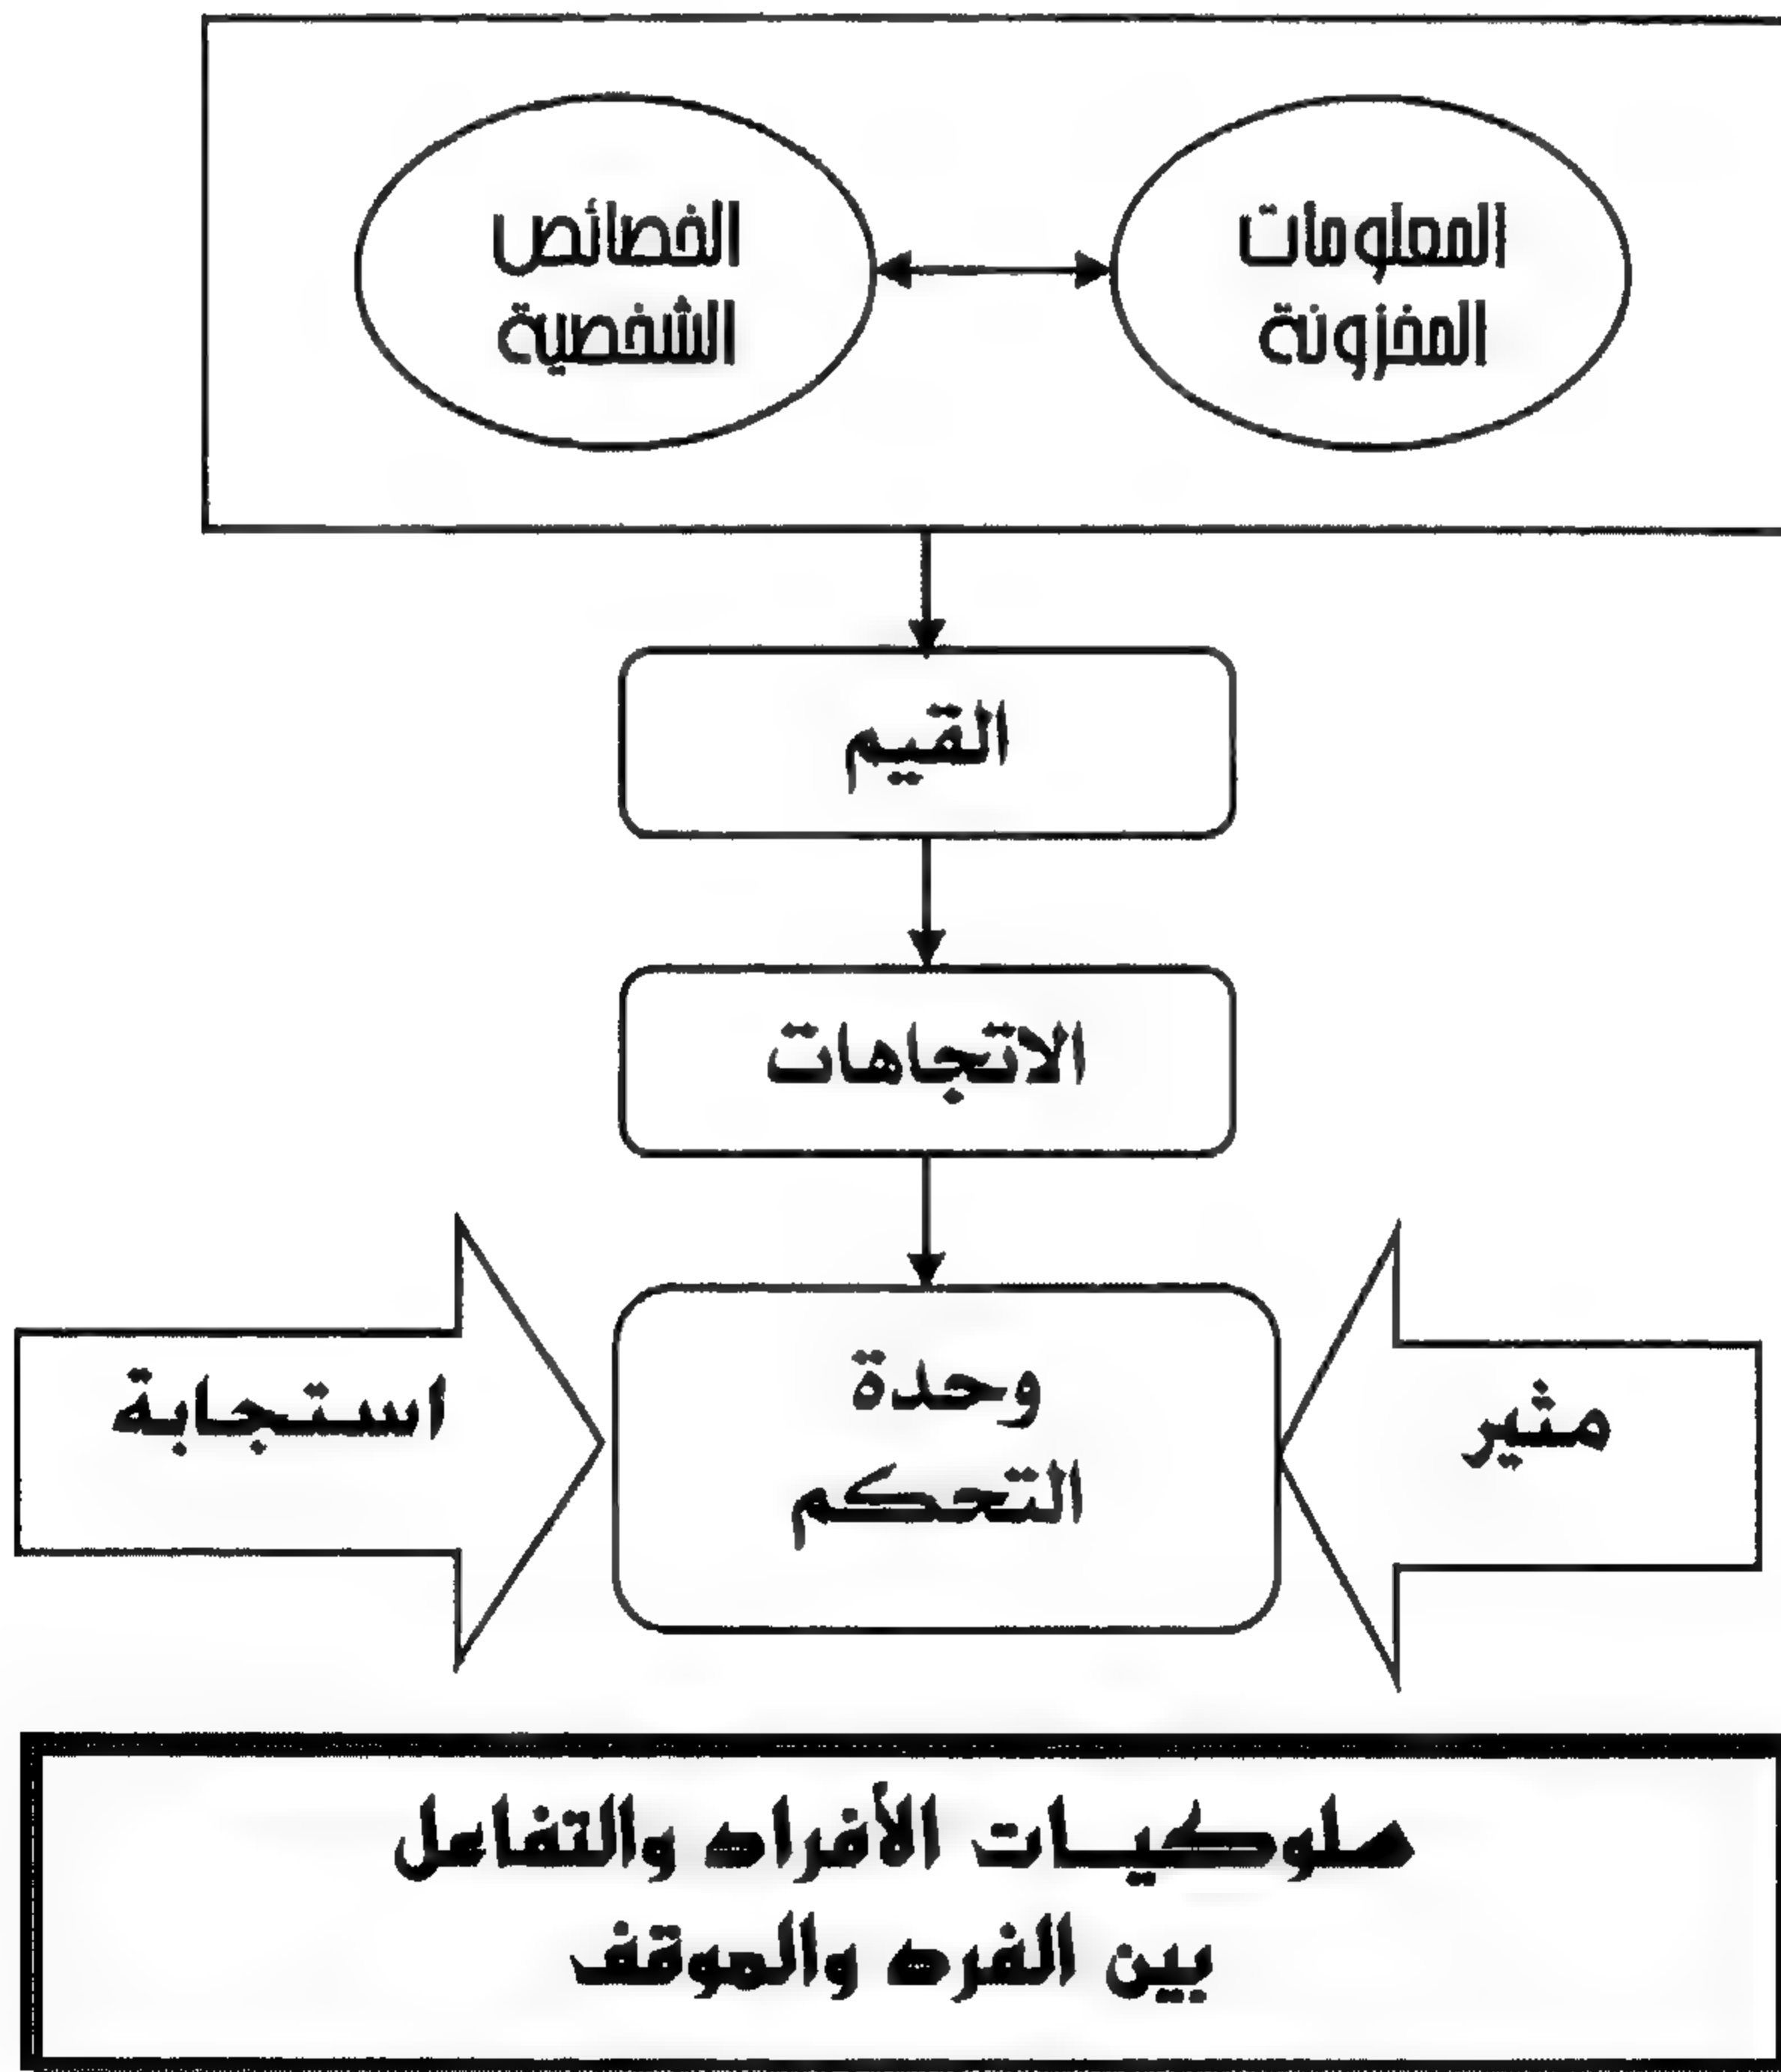 المعلومات
المخزونة
الخصائص
الشخصية
القيم
الاتجاهات
وحدة
التحكم
مثير
استجابة
سلوكيات الأفراد والتفاعل
بين الفرد والموقف